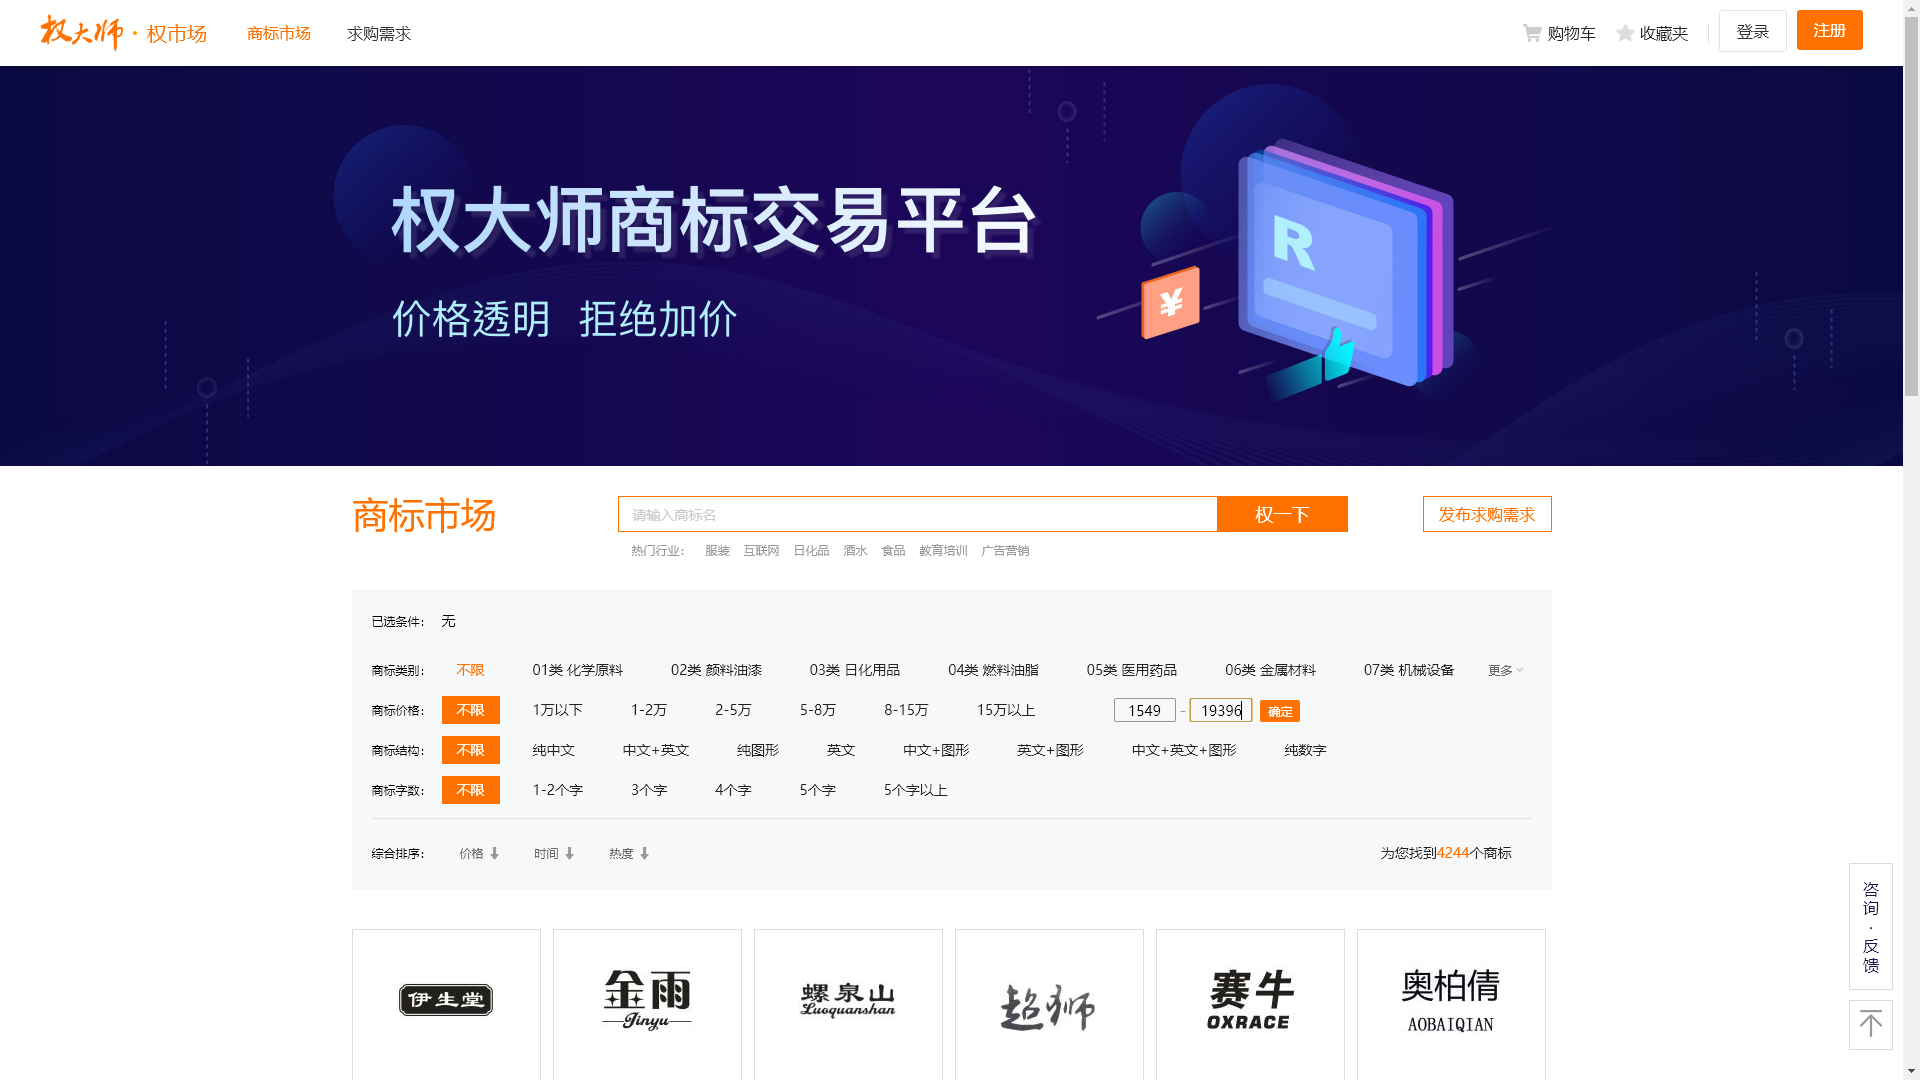 权大师·权市场 商标市场 求购需求 购物车 收藏夹 登录 注册
权大师商标交易平台
价格透明 拒绝加价
R
¥
商标市场 请输入商标名 权一下 发布求购需求
热门行业： 服装 互联网 日化品 酒水 食品 教育培训 广告营销
已选条件： 无
商标类别： 不限 01类 化学原料 02类 颜料油漆 03类 日化用品 04类 燃料油脂 05类 医用药品 06类 金属材料 07类 机械设备 更多
商标价格： 不限 1万以下 1-2万 2-5万 5-8万 8-15万 15万以上 1549 - 19396 确定
商标结构： 不限 纯中文 中文+英文 纯图形 英文 中文+图形 英文+图形 中文+英文+图形 纯数字
商标字数： 不限 1-2个字 3个字 4个字 5个字 5个字以上
综合排序： 价格 时间 热度 为您找到4244个商标
咨询·反馈
伊生堂
金雨
Jinyu
螺泉山
Luoquanshan
超狮
赛牛
OXRACE
奥柏倩
AOBAIQIAN